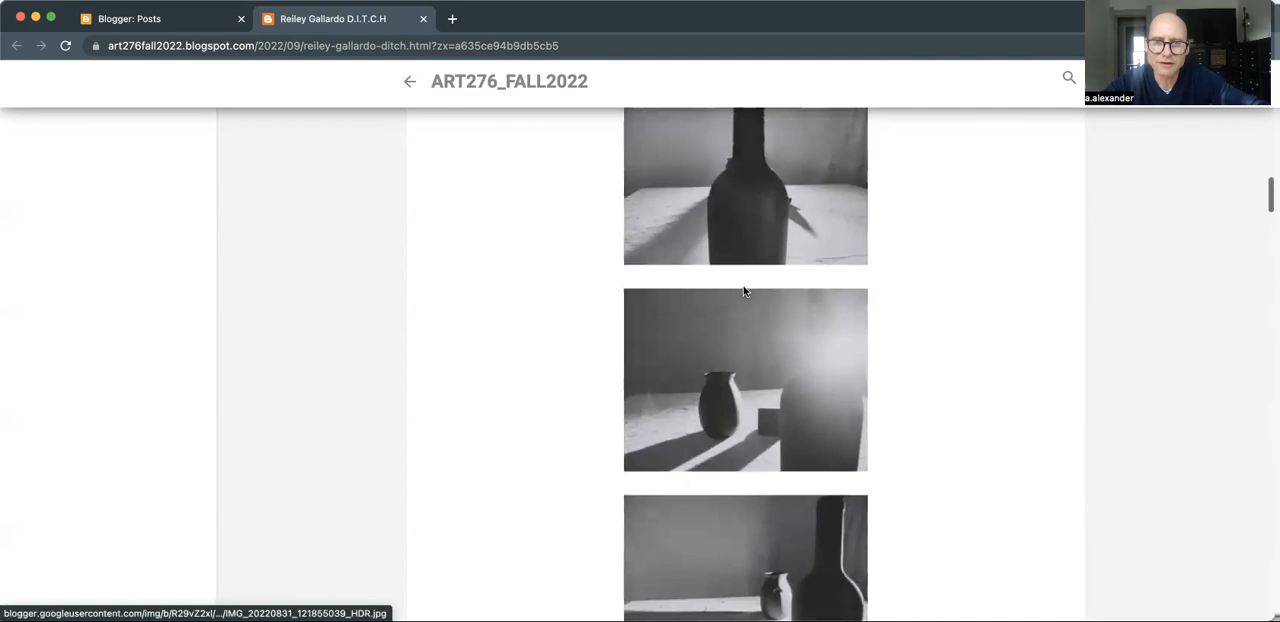 Blogger: Posts
Reiley Gallardo D.I.T.C.H
art276fall2022.blogspot.com/2022/09/reiley-gallardo-ditch.html?zx=a635ce94b9db5cb5
ART276_FALL2022
a.alexander
blogger.googleusercontent.com/img/b/R29vZ2xl/.../IMG_20220831_121855039_HDR.jpg